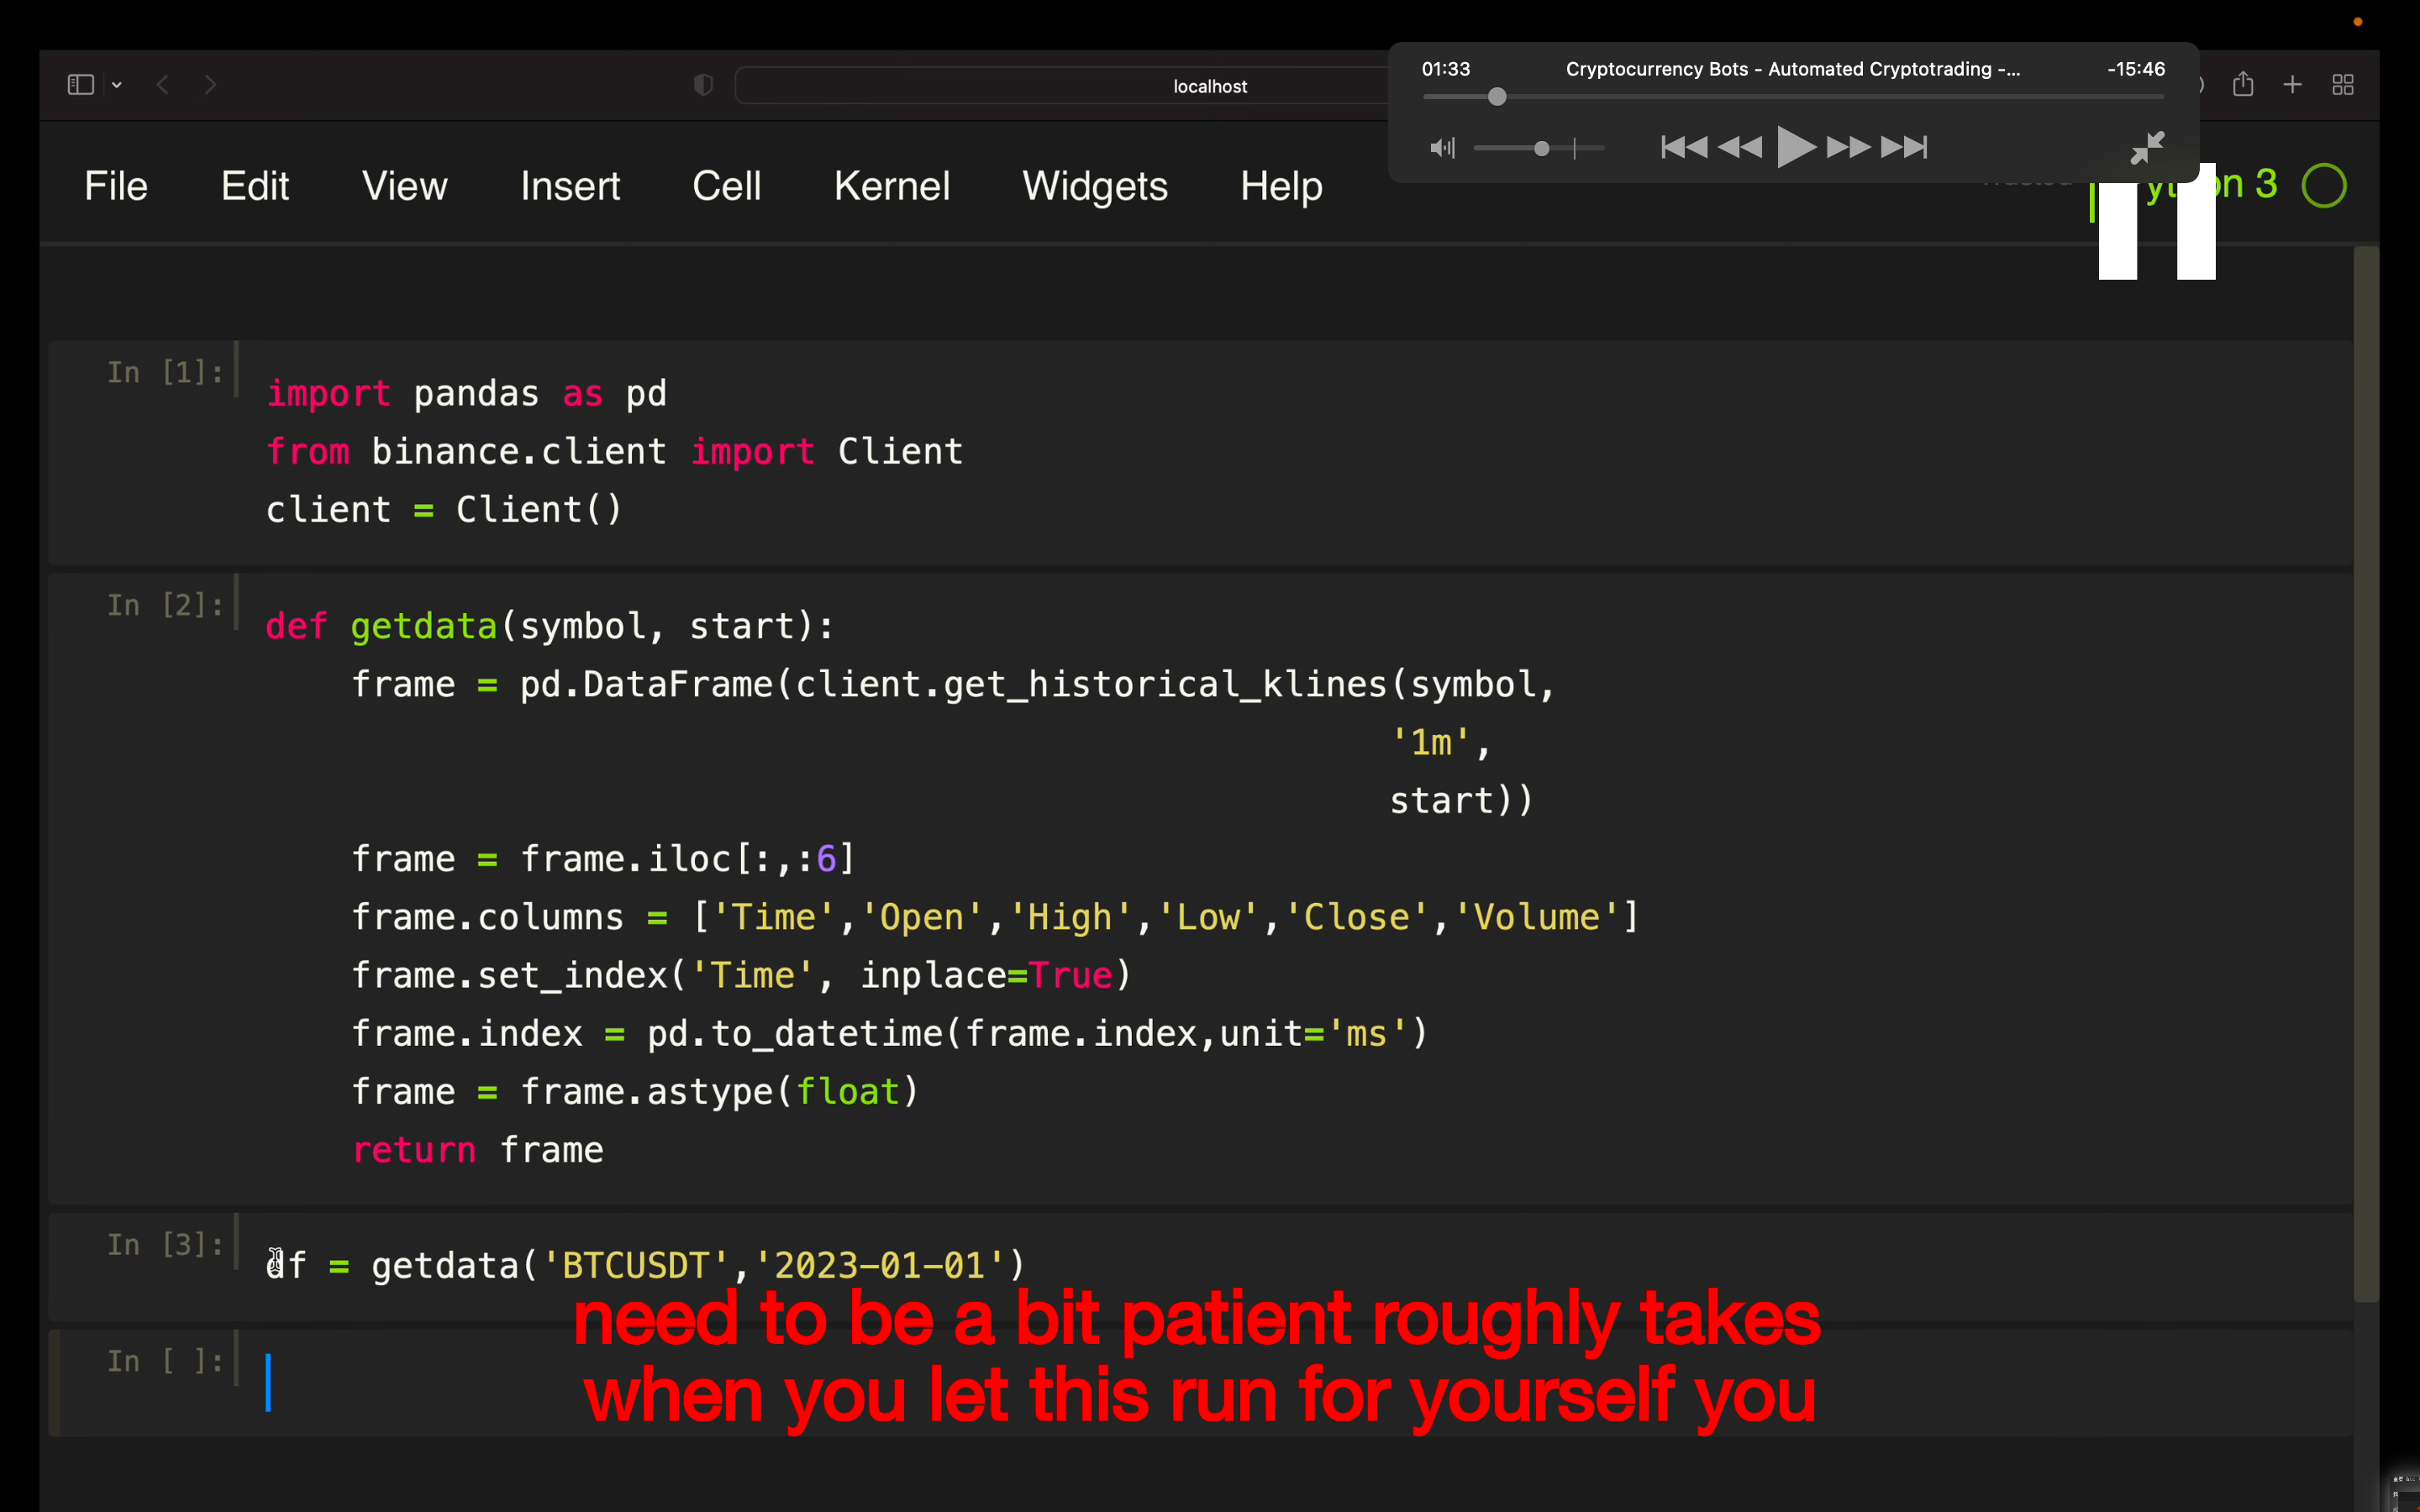 01:33
Cryptocurrency Bots - Automated Cryptotrading -...
-15:46
localhost
File Edit View Insert Cell Kernel Widgets Help
3
In [1]:
import pandas as pd
from binance.client import Client
client = Client()
In [2]:
def getdata(symbol, start):
frame = pd.DataFrame(client.get_historical_klines(symbol,
'1m',
start))
frame = frame.iloc[:,:6]
frame.columns = ['Time','Open','High','Low','Close','Volume']
frame.set_index('Time', inplace=True)
frame.index = pd.to_datetime(frame.index,unit='ms')
frame = frame.astype(float)
return frame
In [3]:
df = getdata('BTCUSDT','2023-01-01')
need to be a bit patient roughly takes
In [ ]:
when you let this run for yourself you